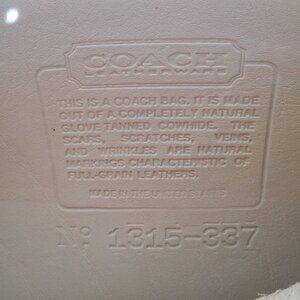 COACH
LEATHERWARE
THIS IS A COACH BAG. IT IS MADE
OUT OF A COMPLETELY NATURAL
GLOVE TANNED COWHIDE. THE
SCARS, SCRATCHES, VEINS,
AND WRINKLES ARE NATURAL
MARKINGS CHARACTERISTIC OF
FULL-GRAIN LEATHERS.
MADE IN THE UNITED STATES
Nº 1315-337